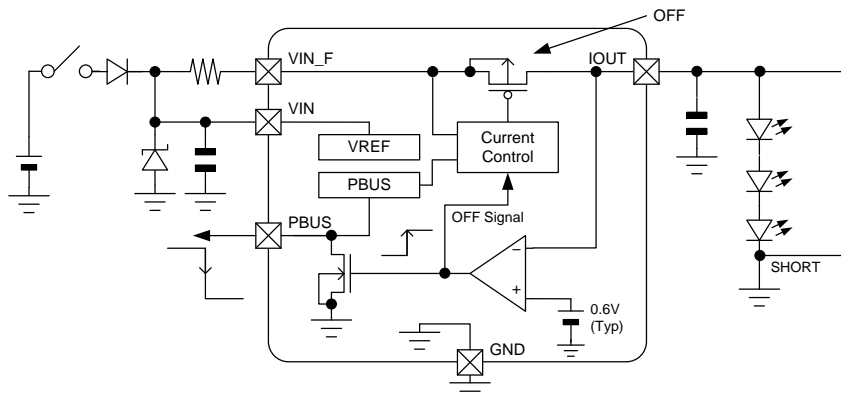 OFF
VIN_F
IOUT
VIN
VREF
Current
Control
PBUS
OFF Signal
PBUS
−
+
0.6V
(Typ)
SHORT
GND